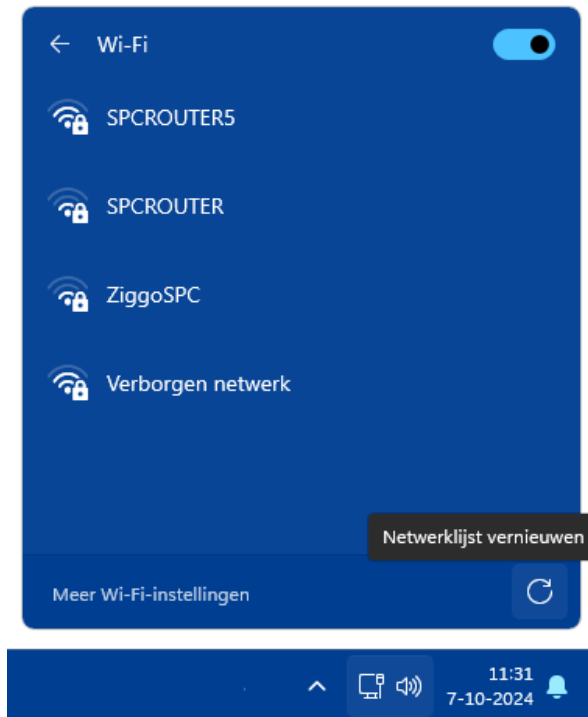 Wi-Fi
SPCROUTER5
SPCROUTER
ZiggoSPC
Verborgen netwerk
Netwerklijst vernieuwen
Meer Wi-Fi-instellingen
11:31
7-10-2024